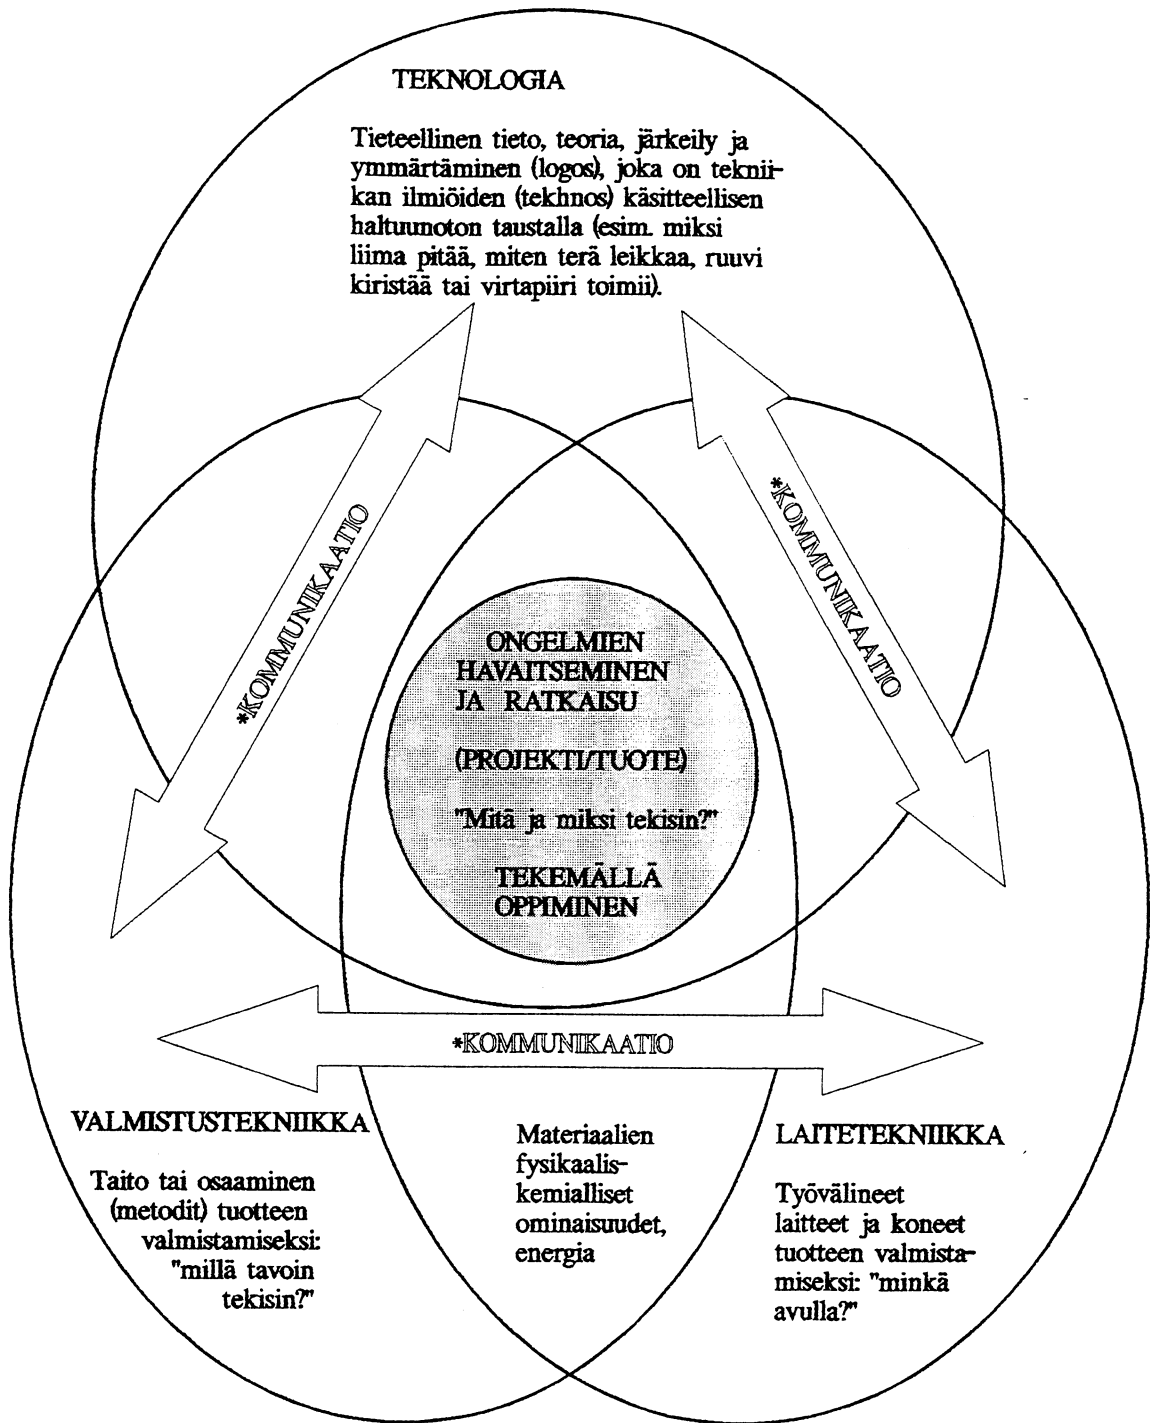 TEKNOLOGIA
Tieteellinen tieto, teoria, järkeily ja
ymmärtäminen (logos), joka on teknii-
kan ilmiöiden (tekhnos) käsitteellisen
haltuunoton taustalla (esim. miksi
liima pitää, miten terä leikkaa, ruuvi
kiristää tai virtapiiri toimii).
*KOMMUNIKAATIO
*KOMMUNIKAATIO
ONGELMIEN
HAVAITSEMINEN
JA RATKAISU
(PROJEKTI/TUOTE)
"Mitä ja miksi tekisin?"
TEKEMÄLLÄ
OPPIMINEN
*KOMMUNIKAATIO
VALMISTUSTEKNIIKKA
Taito tai osaaminen
(metodit) tuotteen
valmistamiseksi:
"millä tavoin
tekisin?"
Materiaalien
fysikaalis-
kemialliset
ominaisuudet,
energia
LAITETEKNIIKKA
Työvälineet
laitteet ja koneet
tuotteen valmista-
miseksi: "minkä
avulla?"